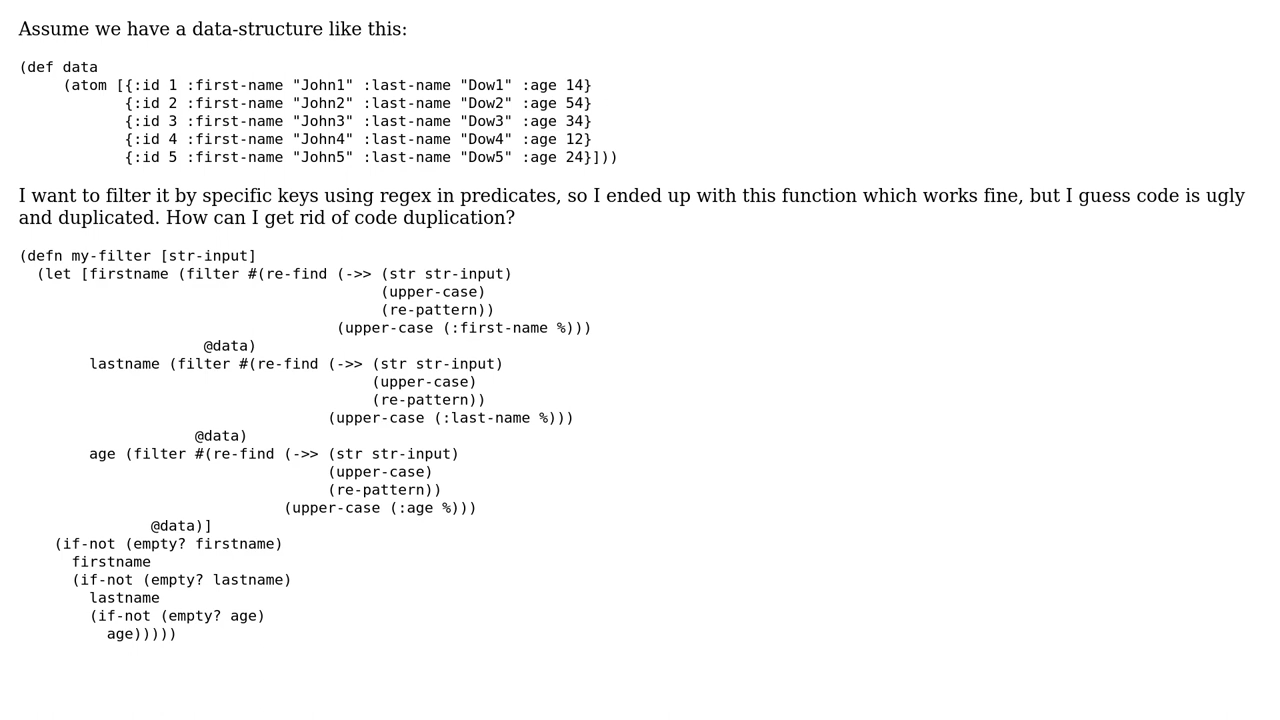 Assume we have a data-structure like this:
(def data
     (atom [{:id 1 :first-name "John1" :last-name "Dow1" :age 14}
            {:id 2 :first-name "John2" :last-name "Dow2" :age 54}
            {:id 3 :first-name "John3" :last-name "Dow3" :age 34}
            {:id 4 :first-name "John4" :last-name "Dow4" :age 12}
            {:id 5 :first-name "John5" :last-name "Dow5" :age 24}]))
I want to filter it by specific keys using regex in predicates, so I ended up with this function which works fine, but I guess code is ugly
and duplicated. How can I get rid of code duplication?
(defn my-filter [str-input]
  (let [firstname (filter #(re-find (->> (str str-input)
                                         (upper-case)
                                         (re-pattern))
                                    (upper-case (:first-name %)))
                     @data)
        lastname (filter #(re-find (->> (str str-input)
                                        (upper-case)
                                        (re-pattern))
                                   (upper-case (:last-name %)))
                    @data)
        age (filter #(re-find (->> (str str-input)
                                   (upper-case)
                                   (re-pattern))
                              (upper-case (:age %)))
               @data)]
    (if-not (empty? firstname)
      firstname
      (if-not (empty? lastname)
        lastname
        (if-not (empty? age)
          age)))))